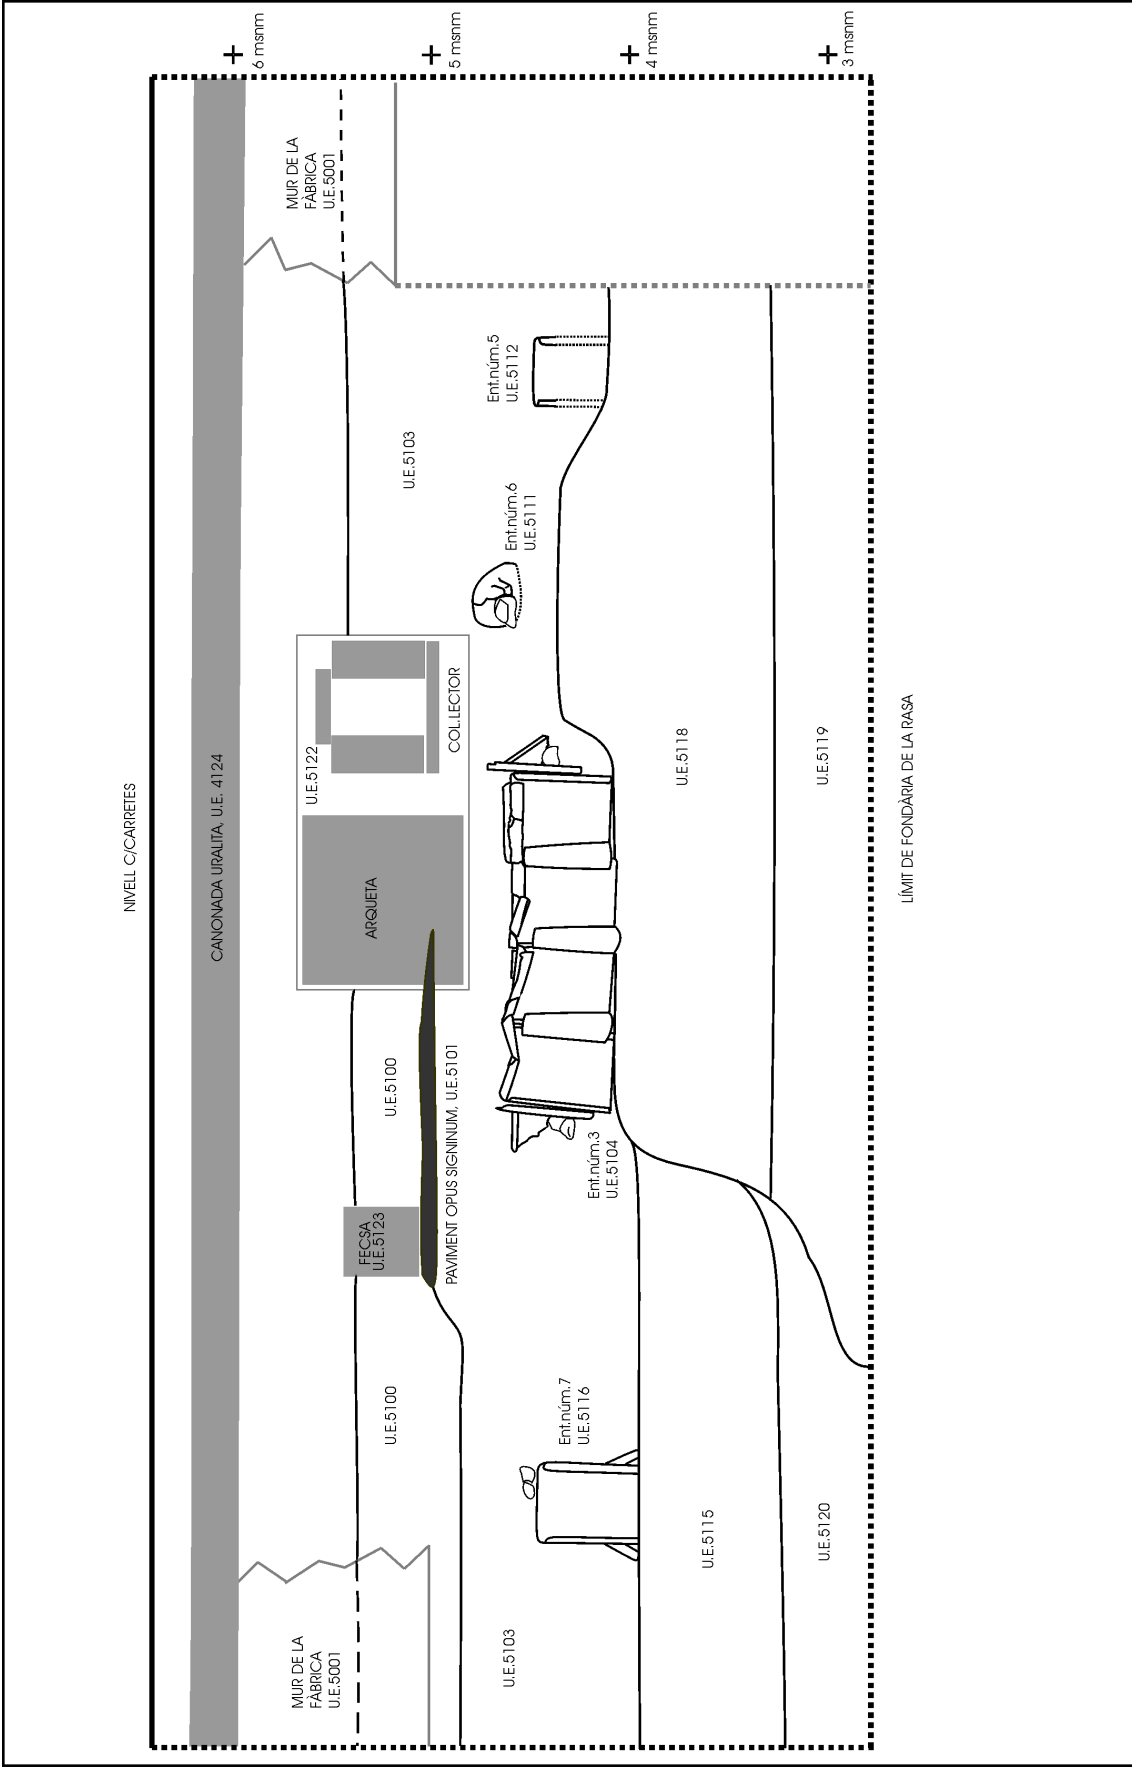 NIVELL C/CARRETES
CANONADA URALITA, U.E. 4124
6 msnm
5 msnm
4 msnm
3 msnm
MUR DE LA
FÀBRICA
U.E.5001
MUR DE LA
FÀBRICA
U.E.5001
U.E.5122
ARQUETA
COL.LECTOR
FECSA
U.E.5123
U.E.5100
U.E.5100
U.E.5103
PAVIMENT OPUS SIGNINUM, U.E.5101
Ent.núm.5
U.E.5112
Ent.núm.6
U.E.5111
U.E.5103
Ent.núm.7
U.E.5116
Ent.núm.3
U.E.5104
U.E.5115
U.E.5118
U.E.5120
U.E.5119
LÍMIT DE FONDÀRIA DE LA RASA